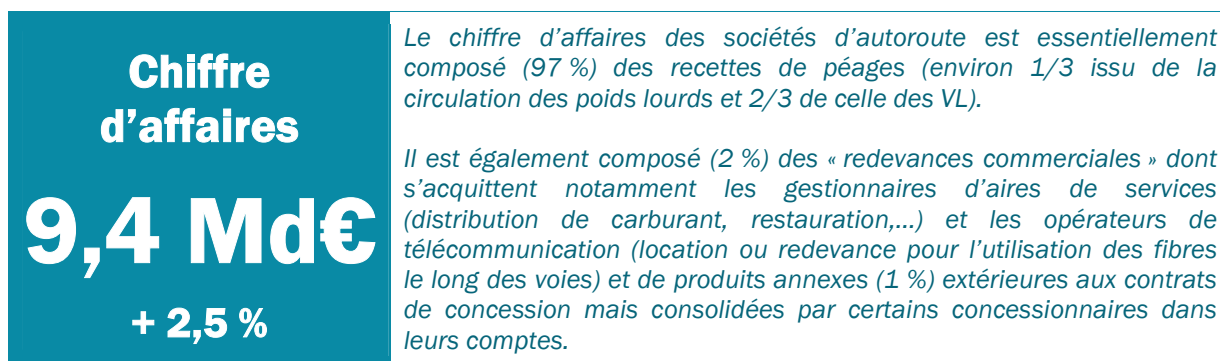 Chiffre
d’affaires
9,4 Md€
+ 2,5 %
Le chiffre d’affaires des sociétés d’autoroute est essentiellement
composé (97 %) des recettes de péages (environ 1/3 issu de la
circulation des poids lourds et 2/3 de celle des VL).
Il est également composé (2 %) des « redevances commerciales » dont
s’acquittent notamment les gestionnaires d’aires de services
(distribution de carburant, restauration,…) et les opérateurs de
télécommunication (location ou redevance pour l’utilisation des fibres
le long des voies) et de produits annexes (1 %) extérieures aux contrats
de concession mais consolidées par certains concessionnaires dans
leurs comptes.